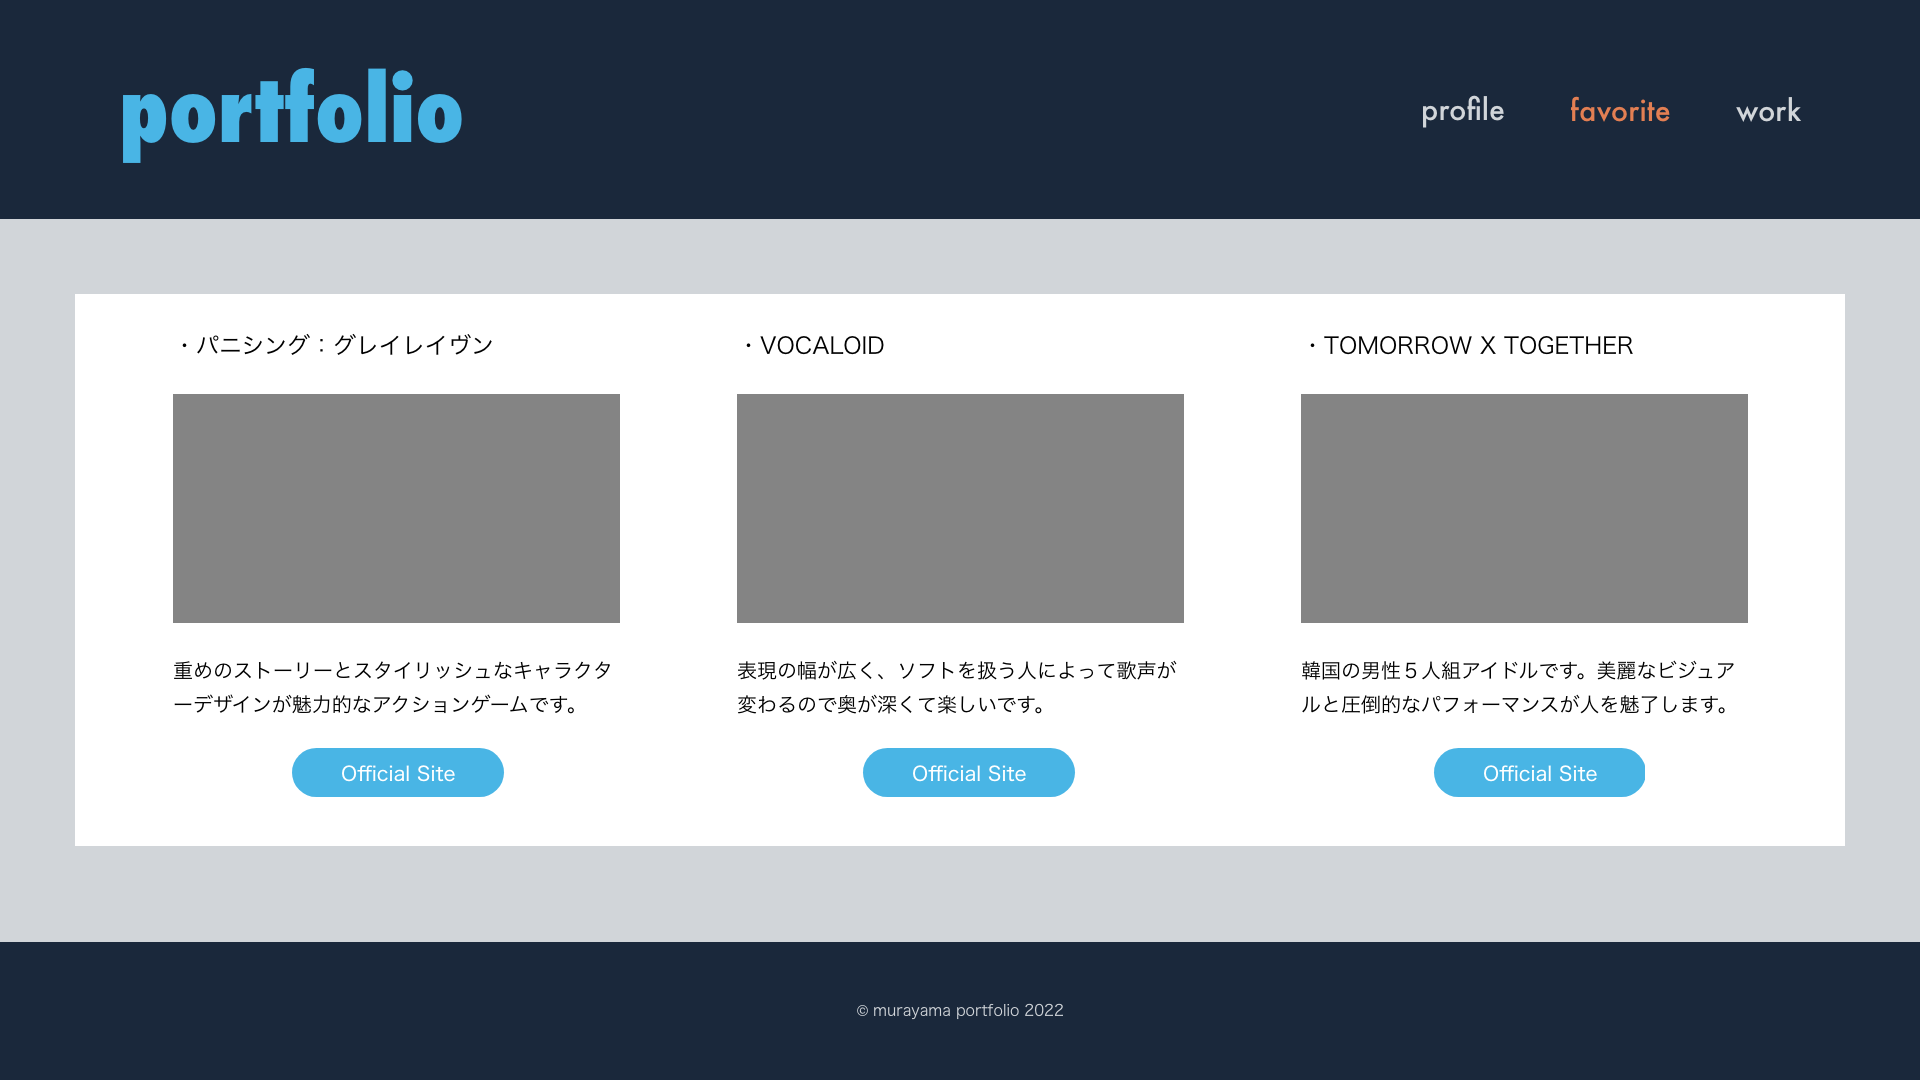 portfolio
profile
favorite
work
・パニシング：グレイレイヴン
・VOCALOID
・TOMORROW X TOGETHER
重めのストーリーとスタイリッシュなキャラクタ
ーデザインが魅力的なアクションゲームです。
表現の幅が広く、ソフトを扱う人によって歌声が
変わるので奥が深くて楽しいです。
韓国の男性５人組アイドルです。美麗なビジュア
ルと圧倒的なパフォーマンスが人を魅了します。
Official Site
Official Site
Official Site
© murayama portfolio 2022